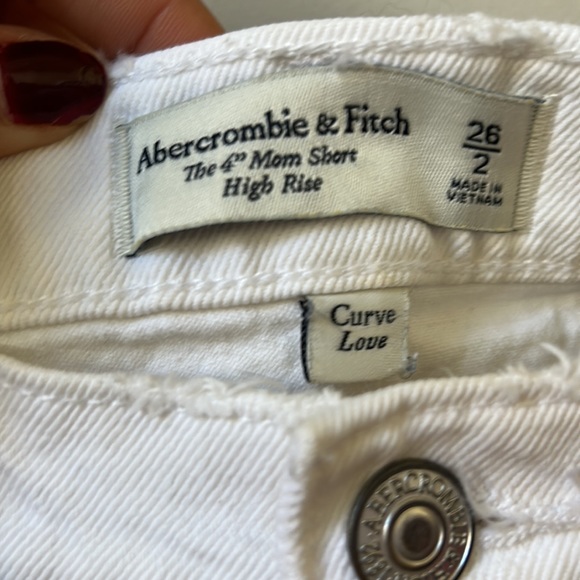 Abercrombie & Fitch
The 4" Mom Short
High Rise
26
2
MADE IN
VIETNAM
Curve
Love
ABERCROMBIE &